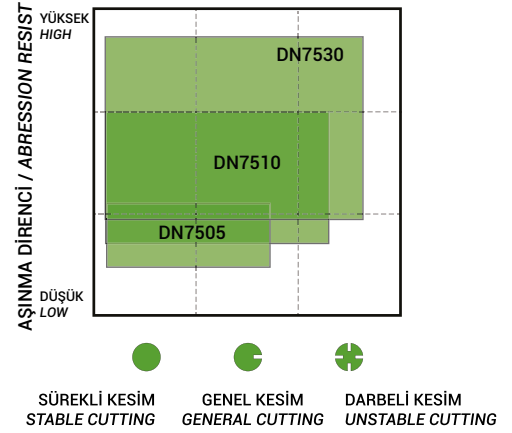 YÜKSEK
HIGH
AŞINMA DİRENCİ / ABRESSION RESIST
DN7530
DN7510
DN7505
DÜŞÜK
LOW
SÜREKLİ KESİM
STABLE CUTTING
GENEL KESİM
GENERAL CUTTING
DARBELİ KESİM
UNSTABLE CUTTING